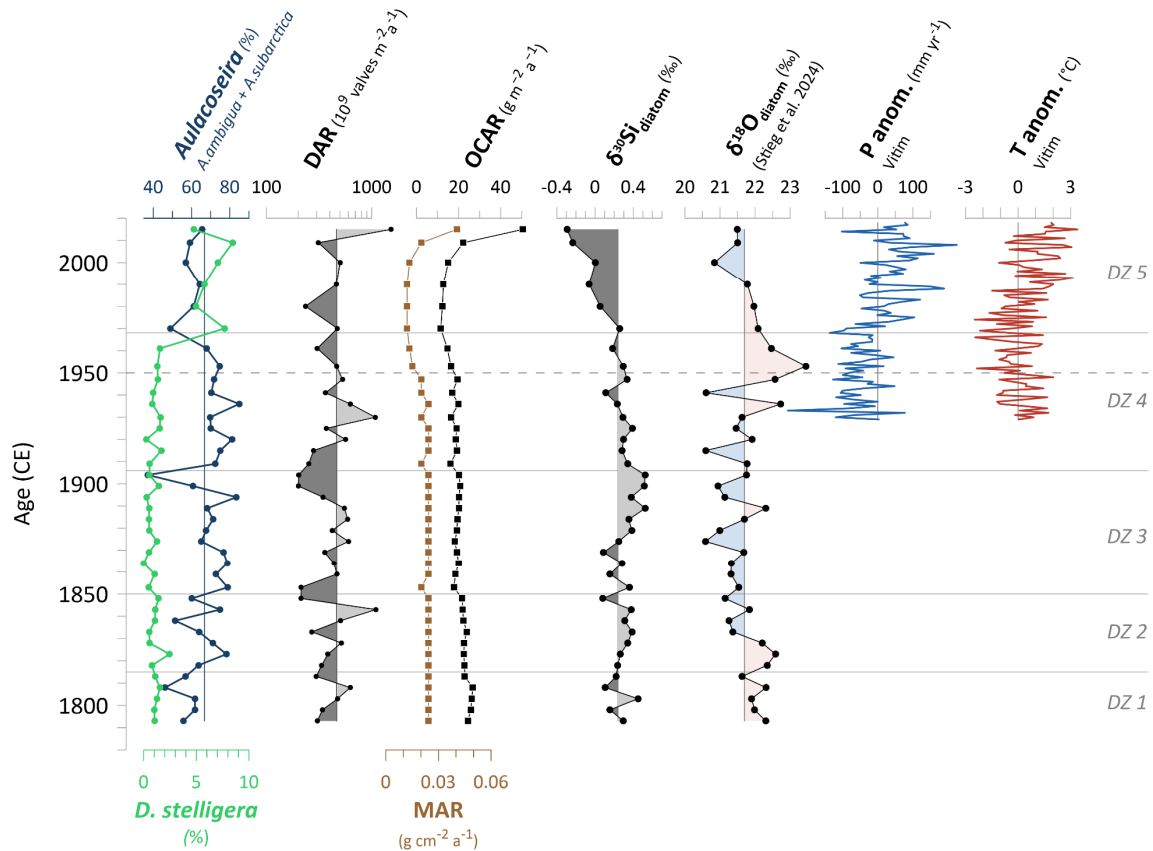 Aulacoseira (%)
A.ambigua + A.subarctica
DAR (10⁹ valves m⁻² a⁻¹)
OCAR (g m⁻² a⁻¹)
δ³⁰Si diatom (‰)
δ¹⁸O diatom (‰)
(Stieg et al. 2024)
P anom. (mm yr⁻¹)
Vitim
T anom. (°C)
Vitim
40 60 80 100 1000 0 20 40 -0.4 0 0.4 20 21 22 23 -100 0 100 -3 0 3
2000 DZ 5
1950
DZ 4
1900
DZ 3
1850
DZ 2
1800 DZ 1
Age (CE)
0 5 10 0 0.03 0.06
D. stelligera MAR
(%) (g cm⁻² a⁻¹)